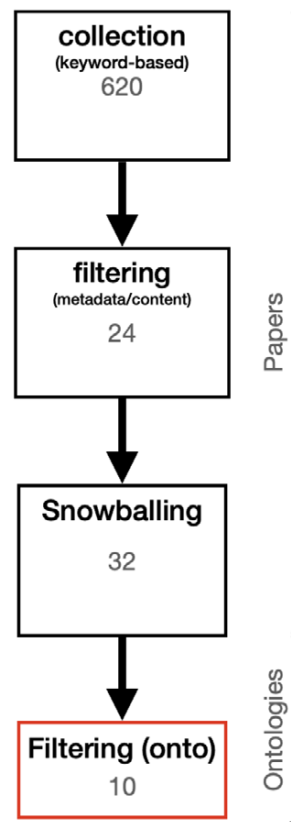 collection
(keyword-based)
620
filtering
(metadata/content)
24
Papers
Snowballing
32
Filtering (onto)
10
Ontologies